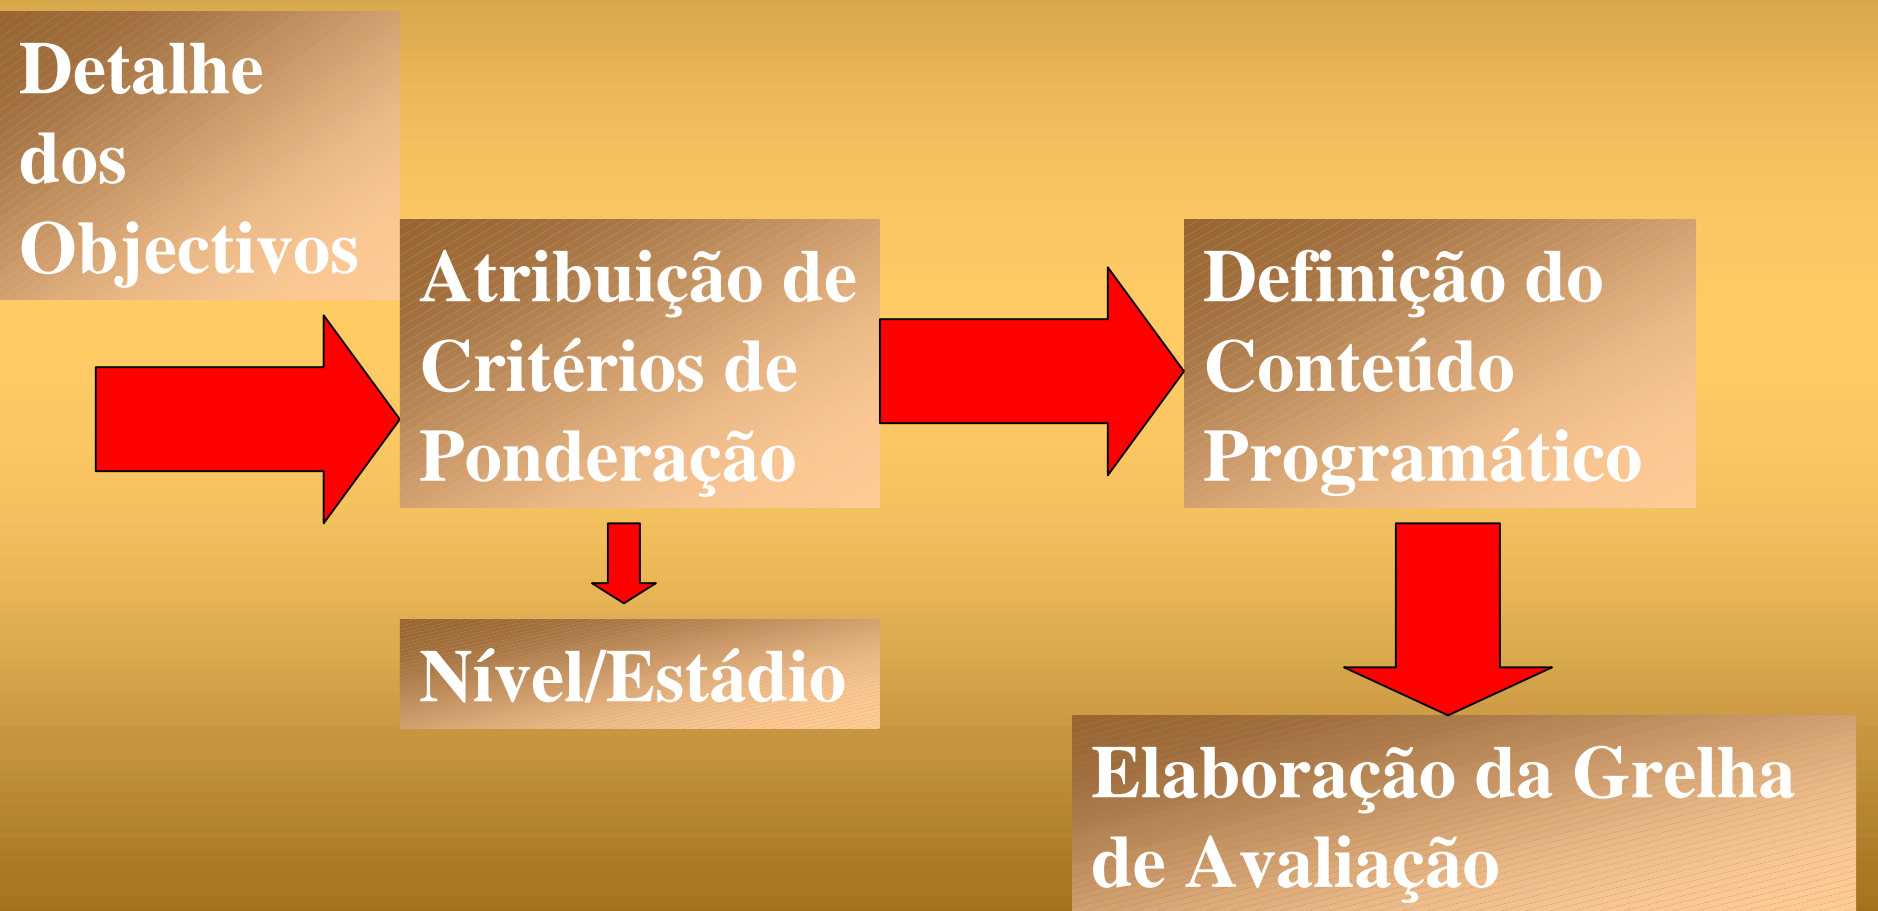 Detalhe
dos
Objectivos
Atribuição de
Critérios de
Ponderação
Definição do
Conteúdo
Programático
Nível/Estádio
Elaboração da Grelha
de Avaliação